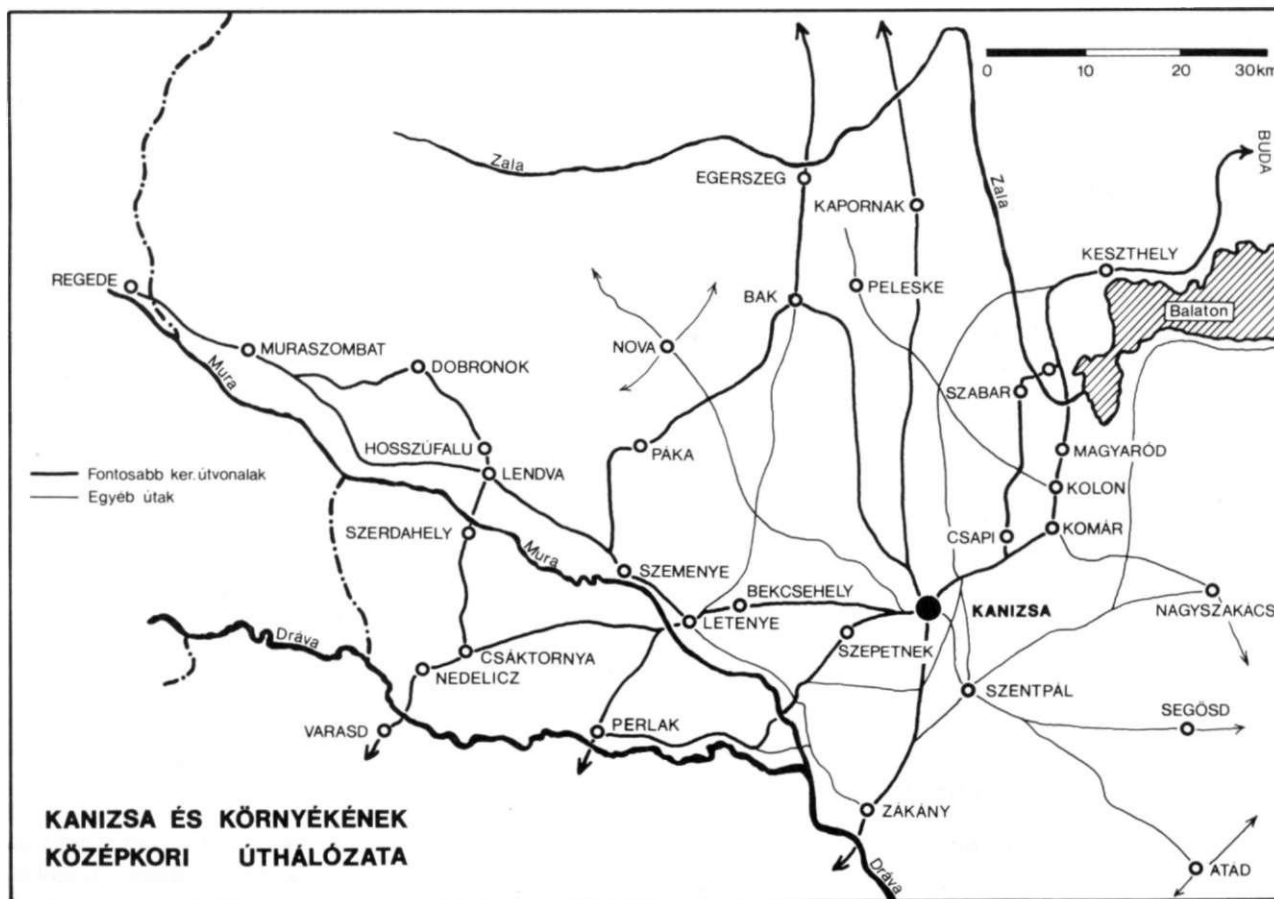 0 10 20 30km
BUDA
Zala
EGERSZEG
KAPORNAK
Zala
KESZTHELY
REGEDE
PELESKE
BAK
Balaton
MURASZOMBAT
NOVA
Mura
DOBRONOK
SZABAR
HOSSZÚFALU
PÁKA
MAGYARÓD
Fontosabb ker. útvonalak
LENDVA
Egyéb útak
KOLON
SZERDAHELY
CSAPI
KOMÁR
Mura
SZEMENYE
BEKCSEHELY
KANIZSA
NAGYSZAKÁCS
LETENYE
Dráva
SZEPETNEK
CSÁKTORNYA
NEDELICZ
SZENTPÁL
SEGÖSD
VARASD
PERLAK
ZÁKÁNY
KANIZSA ÉS KÖRNYÉKÉNEK
KÖZÉPKORI ÚTHÁLÓZATA
Dráva
ATÁD